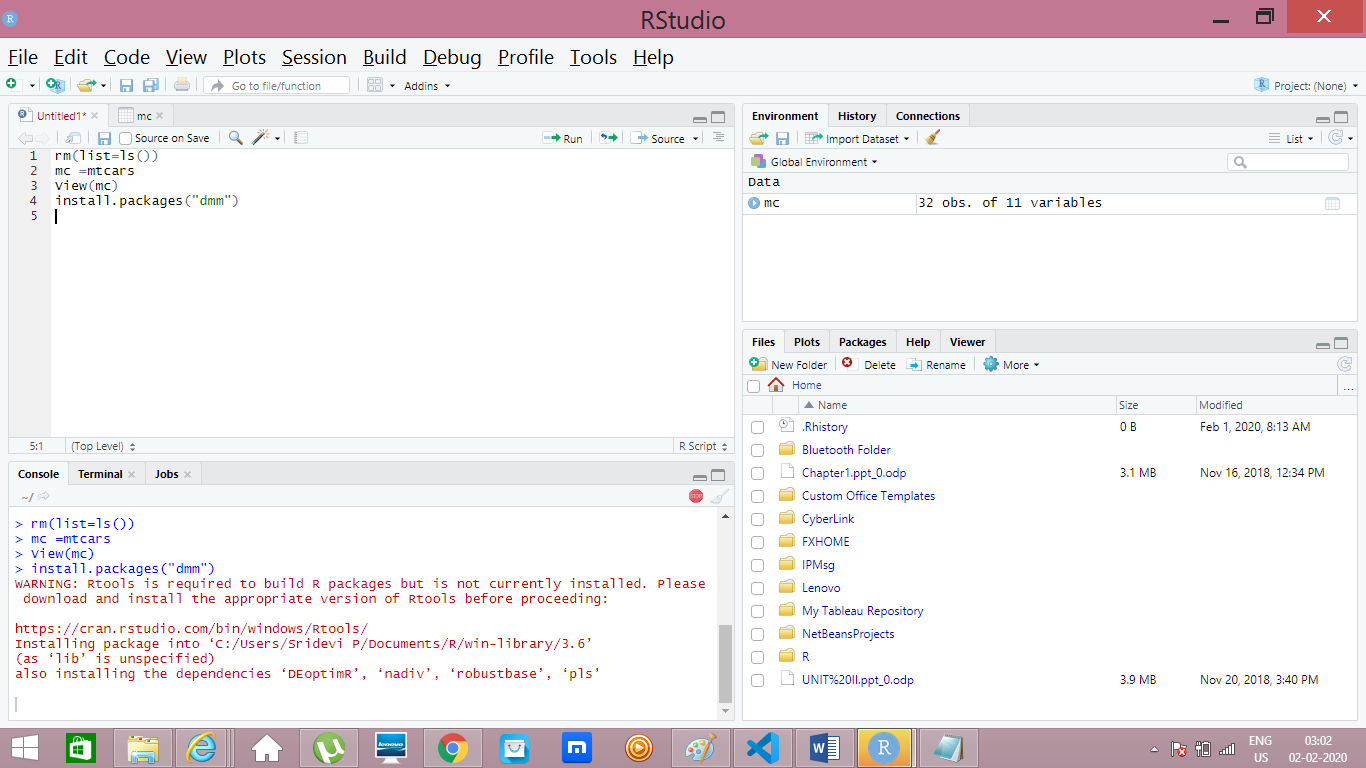 RStudio
File Edit Code View Plots Session Build Debug Profile Tools Help
Go to file/function
Addins
Project: (None)
Untitled1*
mc
Source on Save
Run
Source
1 rm(list=ls())
2 mc =mtcars
3 View(mc)
4 install.packages("dmm")
5
5:1
(Top Level)
R Script
Console
Terminal
Jobs
~/
STOP
> rm(list=ls())
> mc =mtcars
> View(mc)
> install.packages("dmm")
WARNING: Rtools is required to build R packages but is not currently installed. Please
download and install the appropriate version of Rtools before proceeding:
https://cran.rstudio.com/bin/windows/Rtools/
Installing package into ‘C:/Users/Sridevi P/Documents/R/win-library/3.6’
(as ‘lib’ is unspecified)
also installing the dependencies ‘DEoptimR’, ‘nadiv’, ‘robustbase’, ‘pls’
Environment
History
Connections
Import Dataset
List
Global Environment
Data
mc 32 obs. of 11 variables
Files
Plots
Packages
Help
Viewer
New Folder
Delete
Rename
More
Home
...
Name Size Modified
.Rhistory 0 B Feb 1, 2020, 8:13 AM
Bluetooth Folder
Chapter1.ppt_0.odp 3.1 MB Nov 16, 2018, 12:34 PM
Custom Office Templates
CyberLink
FXHOME
IPMsg
Lenovo
My Tableau Repository
NetBeansProjects
R
UNIT%20II.ppt_0.odp 3.9 MB Nov 20, 2018, 3:40 PM
lenovo
ENG
US
03:02
02-02-2020